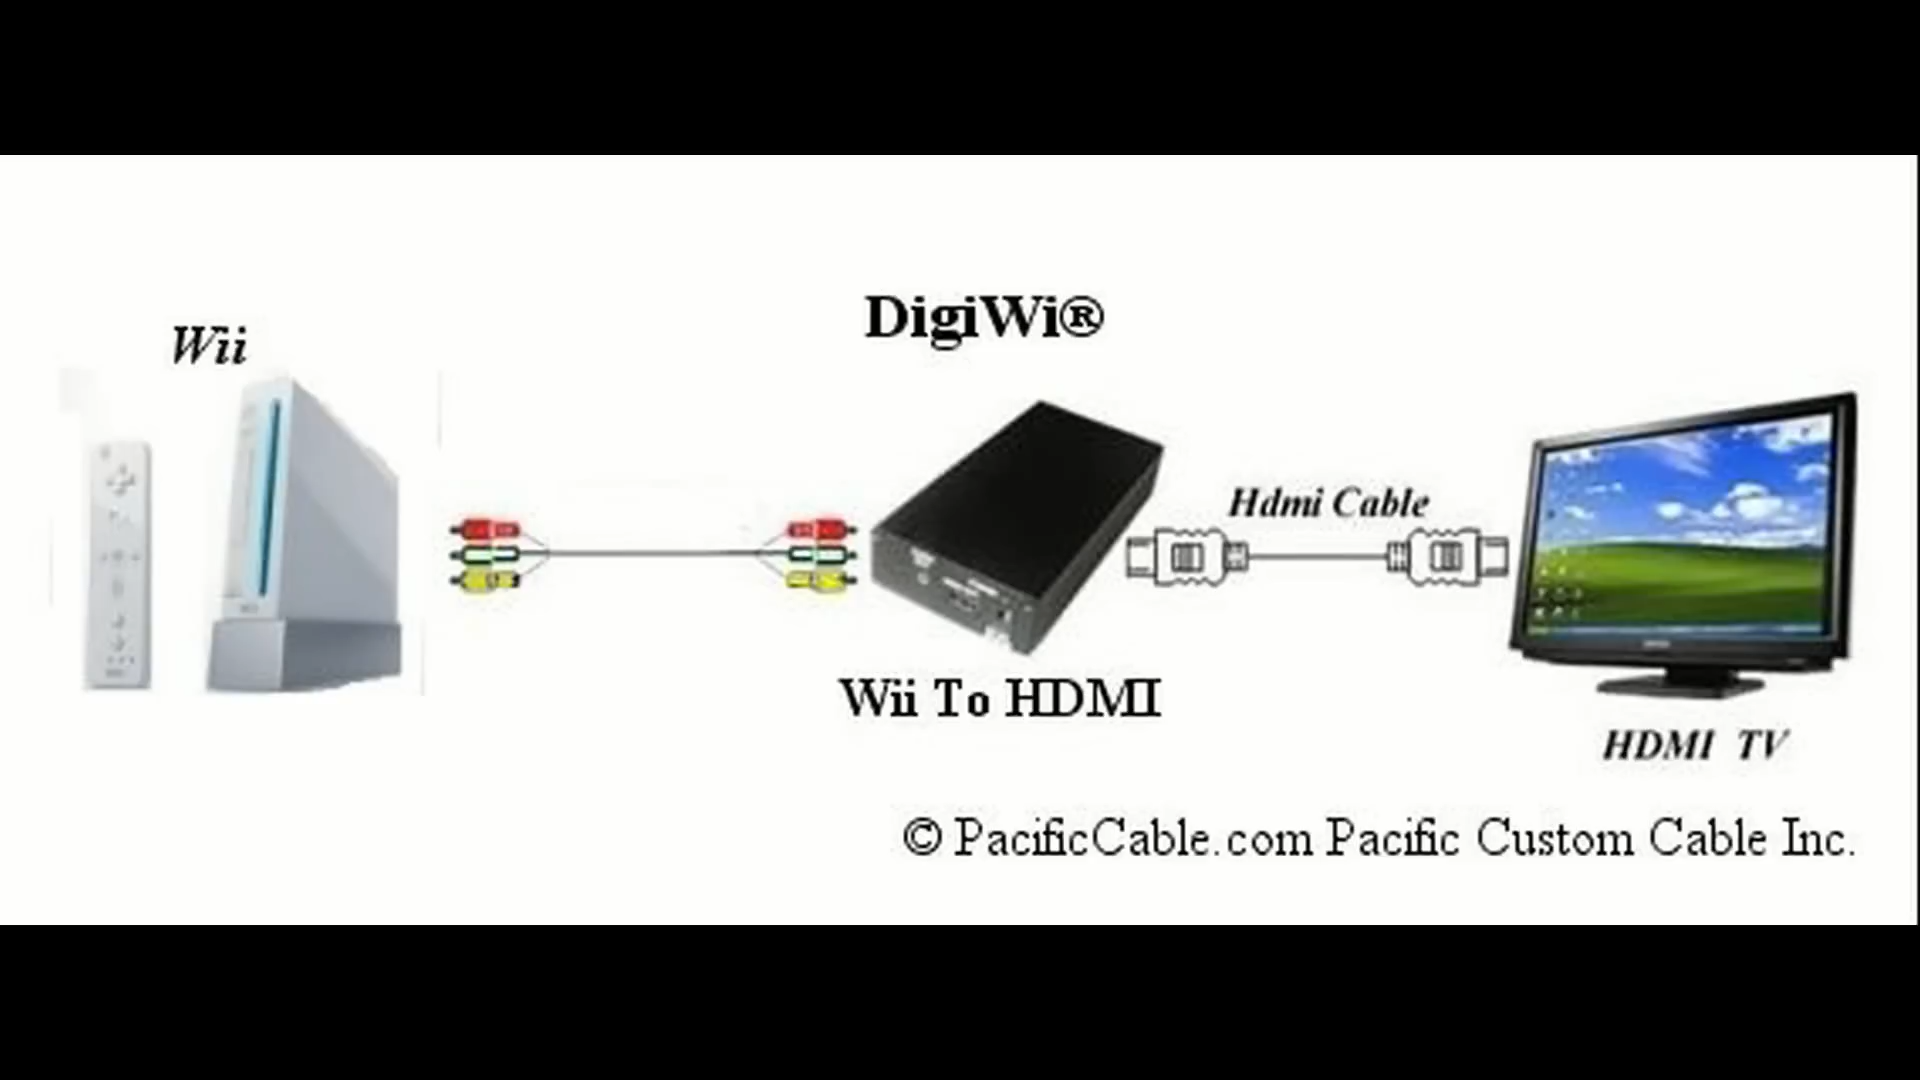 DigiWi®
Wii
Hdmi Cable
Wii To HDMI
HDMI TV
© PacificCable.com Pacific Custom Cable Inc.